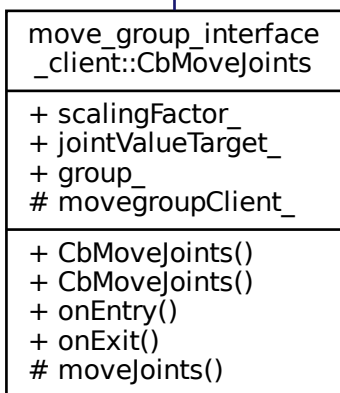 move_group_interface
_client::CbMoveJoints
+ scalingFactor_
+ jointValueTarget_
+ group_
# movegroupClient_
+ CbMoveJoints()
+ CbMoveJoints()
+ onEntry()
+ onExit()
# moveJoints()